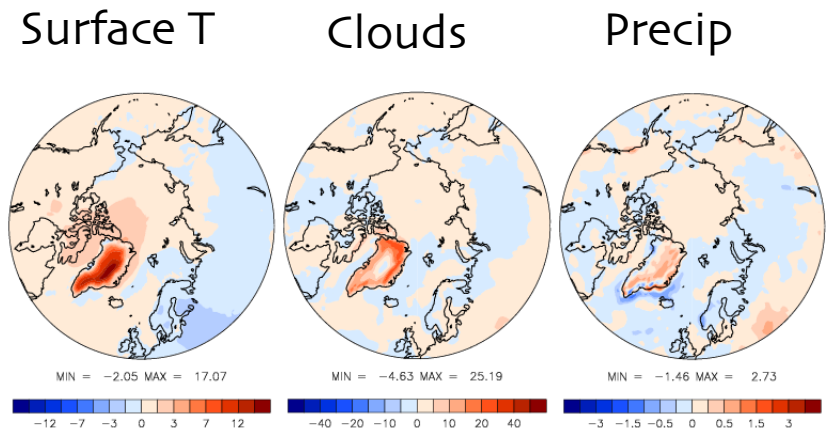 Surface T
Clouds
Precip
MIN = -2.05 MAX = 17.07
MIN = -4.63 MAX = 25.19
MIN = -1.46 MAX = 2.73
-12 -7 -3 0 3 7 12
-40 -20 -10 0 10 20 40
-3 -1.5 -0.5 0 0.5 1.5 3